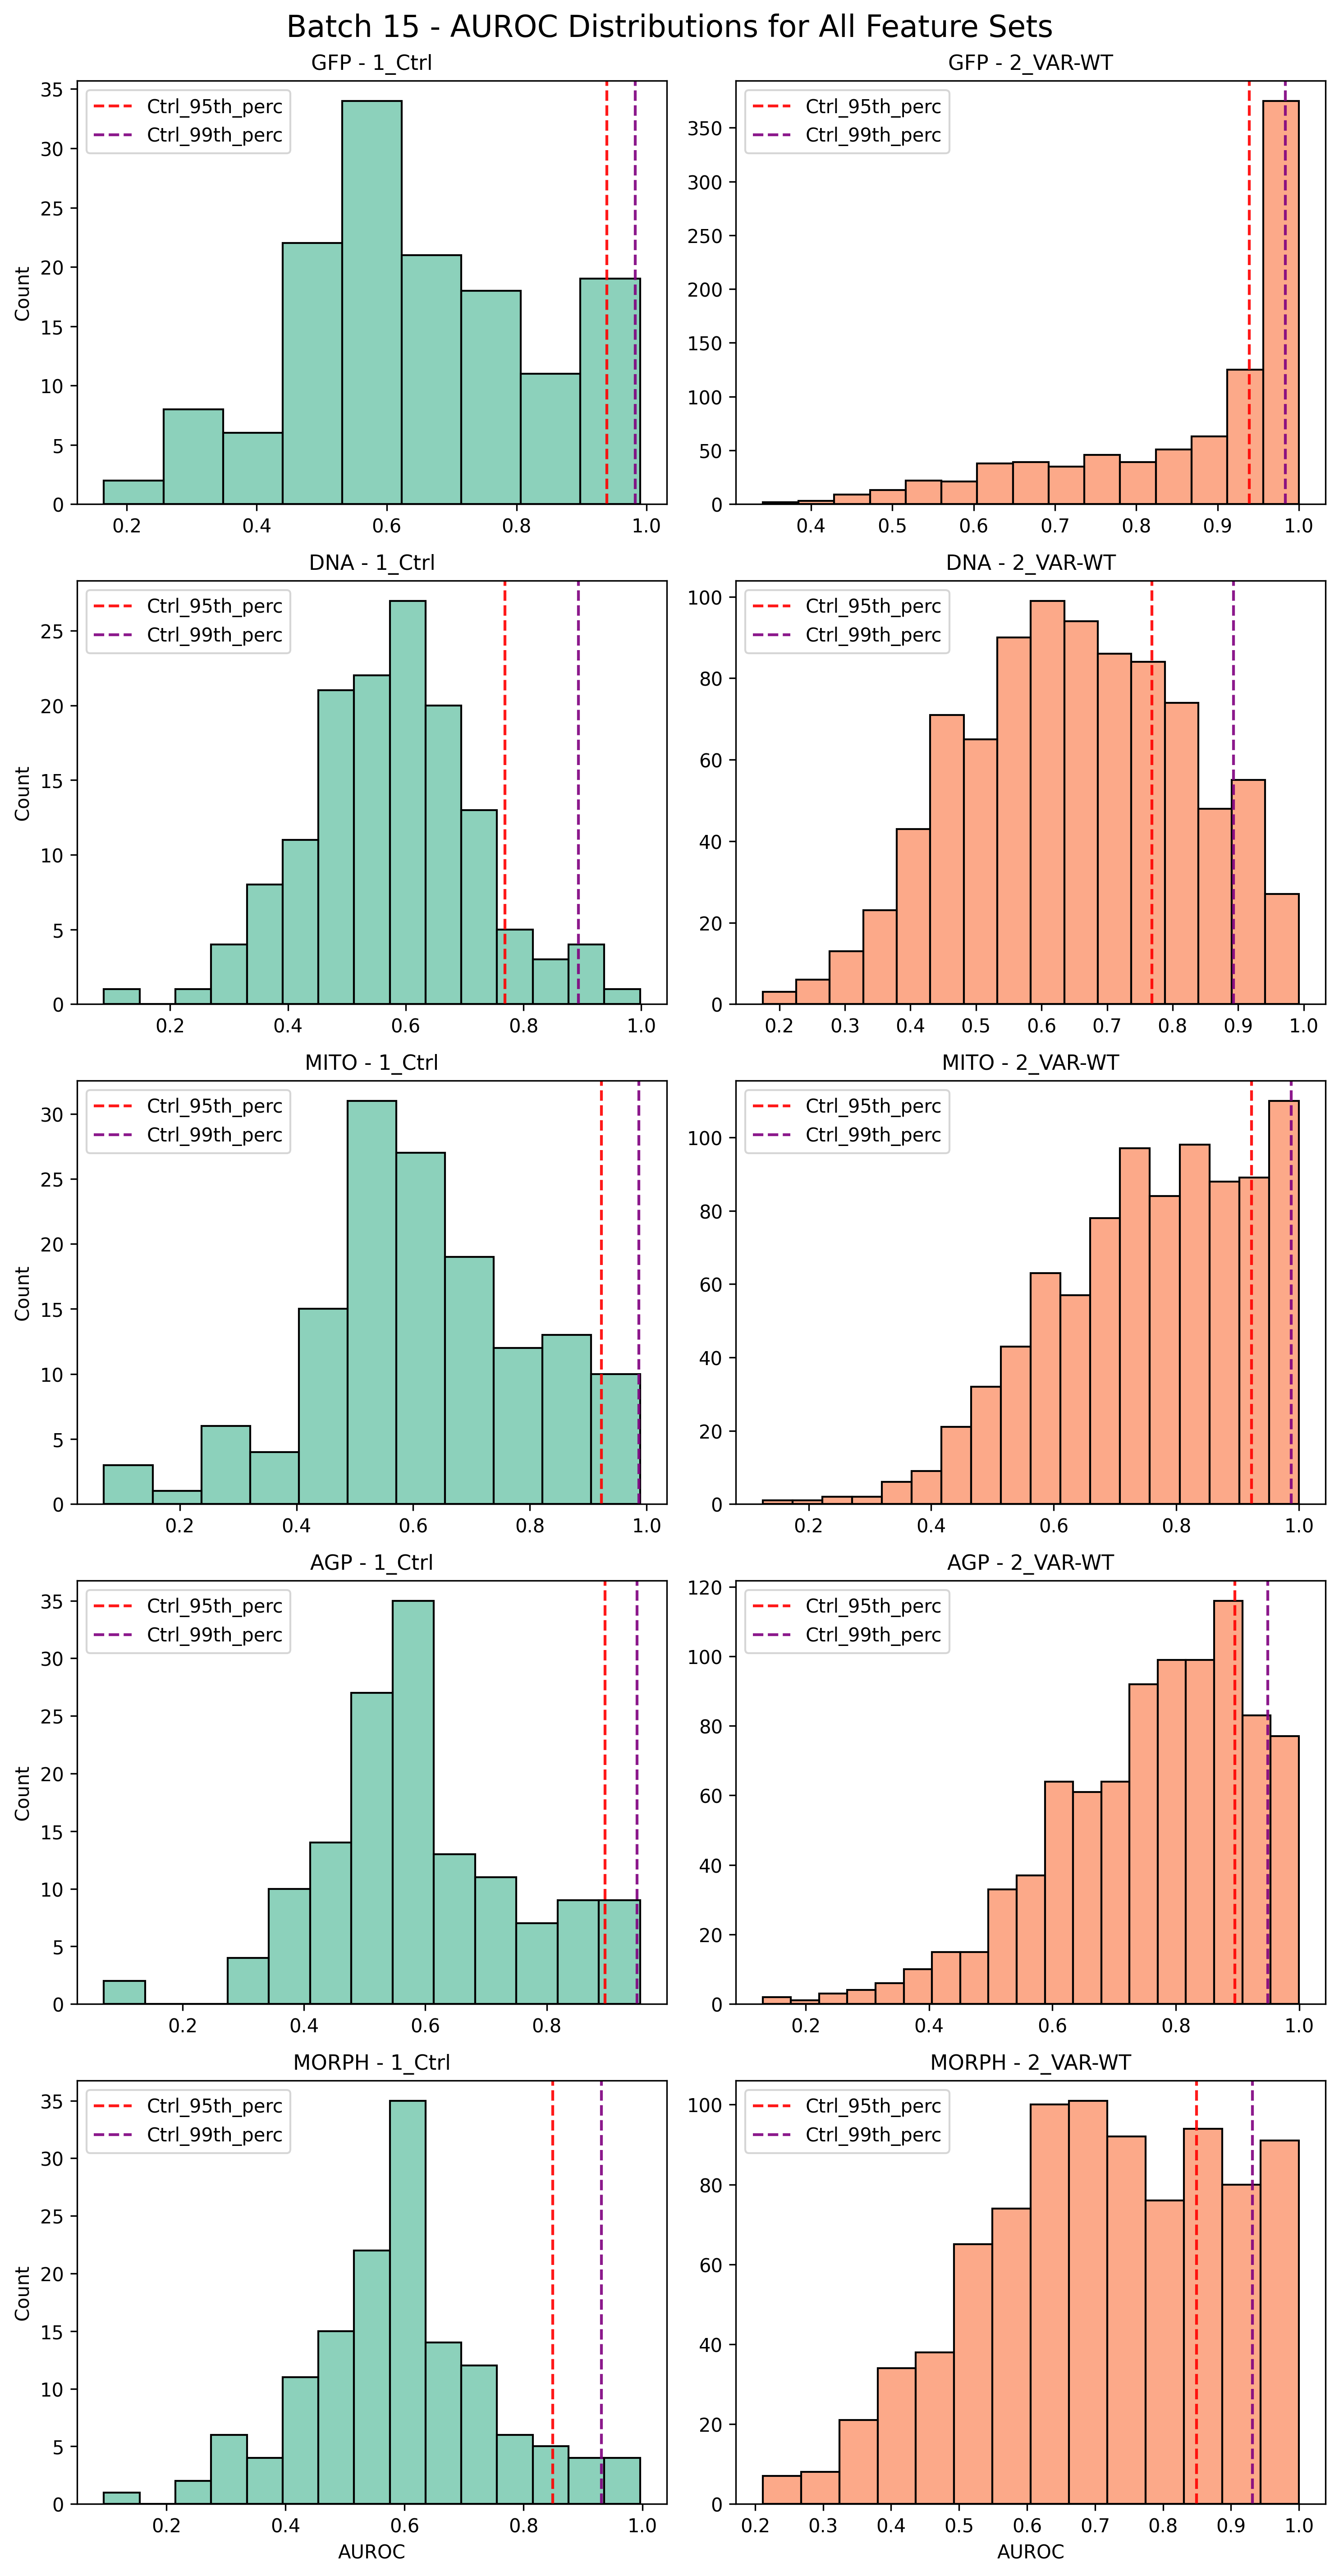 Batch 15 - AUROC Distributions for All Feature Sets
GFP - 1_Ctrl
Ctrl_95th_perc
Ctrl_99th_perc
Count
35
30
25
20
15
10
5
0
0.2 0.4 0.6 0.8 1.0
GFP - 2_VAR-WT
Ctrl_95th_perc
Ctrl_99th_perc
350
300
250
200
150
100
50
0
0.4 0.5 0.6 0.7 0.8 0.9 1.0
DNA - 1_Ctrl
Ctrl_95th_perc
Ctrl_99th_perc
Count
25
20
15
10
5
0
0.2 0.4 0.6 0.8 1.0
DNA - 2_VAR-WT
Ctrl_95th_perc
Ctrl_99th_perc
100
80
60
40
20
0
0.2 0.3 0.4 0.5 0.6 0.7 0.8 0.9 1.0
MITO - 1_Ctrl
Ctrl_95th_perc
Ctrl_99th_perc
Count
30
25
20
15
10
5
0
0.2 0.4 0.6 0.8 1.0
MITO - 2_VAR-WT
Ctrl_95th_perc
Ctrl_99th_perc
100
80
60
40
20
0
0.2 0.4 0.6 0.8 1.0
AGP - 1_Ctrl
Ctrl_95th_perc
Ctrl_99th_perc
Count
35
30
25
20
15
10
5
0
0.2 0.4 0.6 0.8
AGP - 2_VAR-WT
Ctrl_95th_perc
Ctrl_99th_perc
120
100
80
60
40
20
0
0.2 0.4 0.6 0.8 1.0
MORPH - 1_Ctrl
Ctrl_95th_perc
Ctrl_99th_perc
Count
35
30
25
20
15
10
5
0
0.2 0.4 0.6 0.8 1.0
AUROC
MORPH - 2_VAR-WT
Ctrl_95th_perc
Ctrl_99th_perc
100
80
60
40
20
0
0.2 0.3 0.4 0.5 0.6 0.7 0.8 0.9 1.0
AUROC